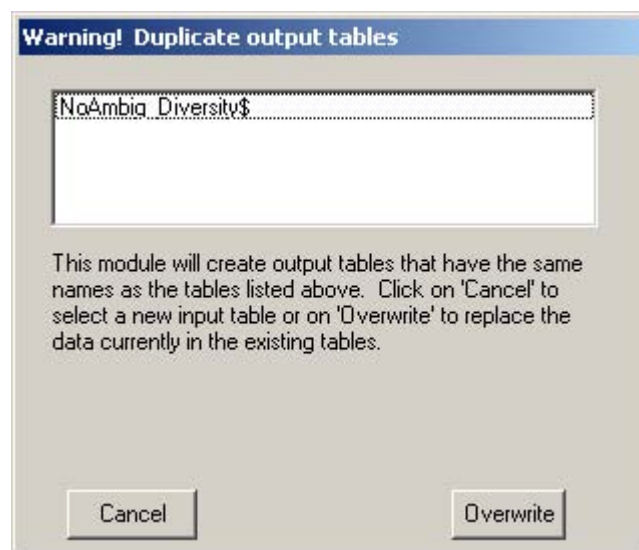 Warning! Duplicate output tables
NoAmbig_Diversity$
This module will create output tables that have the same
names as the tables listed above. Click on 'Cancel' to
select a new input table or on 'Overwrite' to replace the
data currently in the existing tables.
Cancel
Overwrite